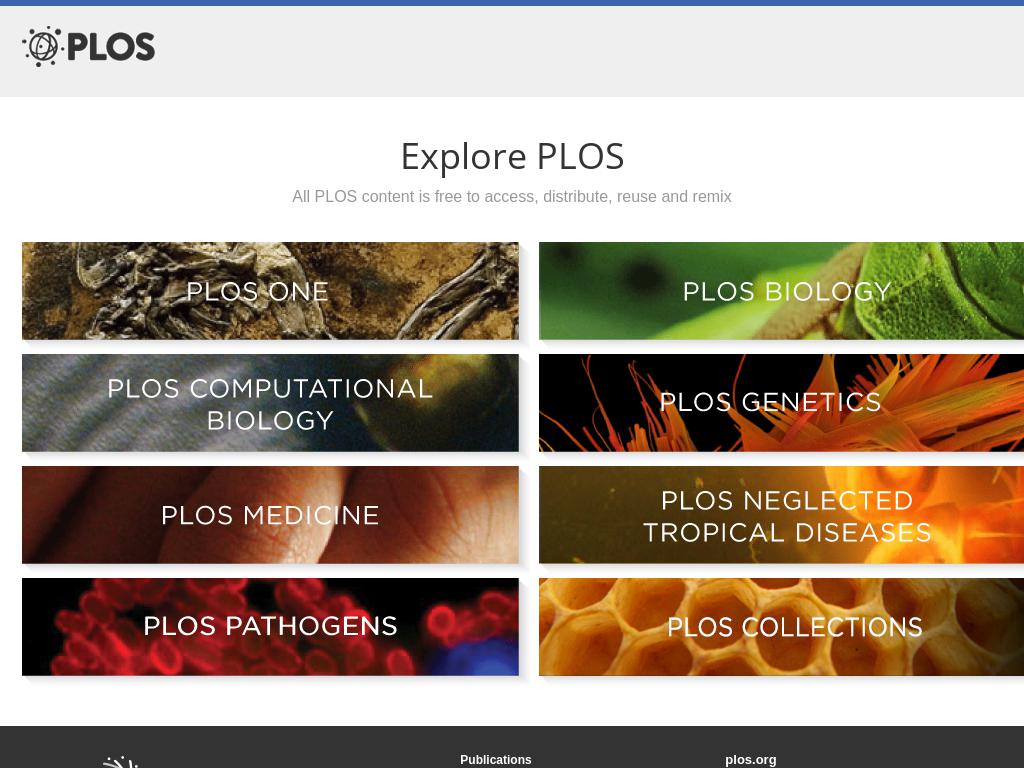 PLOS
Explore PLOS
All PLOS content is free to access, distribute, reuse and remix
PLOS ONE
PLOS BIOLOGY
PLOS COMPUTATIONAL
BIOLOGY
PLOS GENETICS
PLOS MEDICINE
PLOS NEGLECTED
TROPICAL DISEASES
PLOS PATHOGENS
PLOS COLLECTIONS
Publications
plos.org